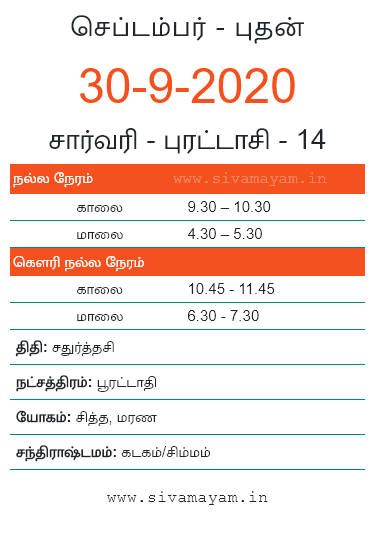 செப்டம்பர் - புதன்
30-9-2020
சார்வரி - புரட்டாசி - 14
நல்ல நேரம் www.sivamayam.in
காலை 9.30 – 10.30
மாலை 4.30 – 5.30
கௌரி நல்ல நேரம்
காலை 10.45 - 11.45
மாலை 6.30 - 7.30
திதி: சதுர்த்தசி
நட்சத்திரம்: பூரட்டாதி
யோகம்: சித்த, மரண
சந்திராஷ்டமம்: கடகம்/சிம்மம்
www.sivamayam.in